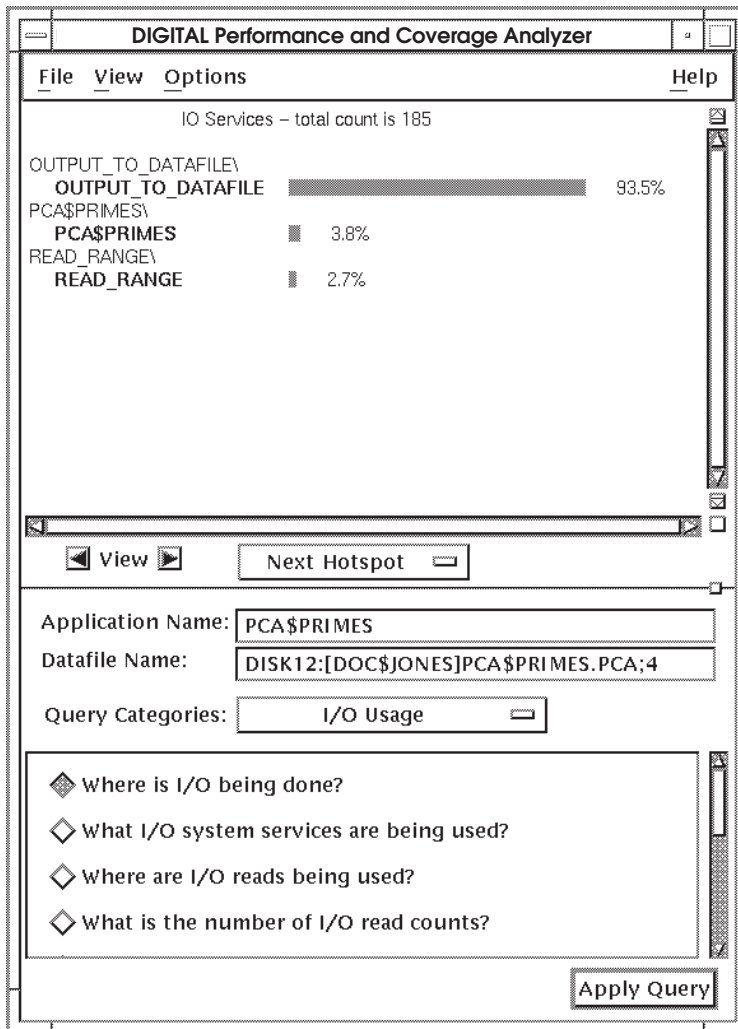 DIGITAL Performance and Coverage Analyzer
File View Options Help
IO Services – total count is 185
OUTPUT_TO_DATAFILE\
OUTPUT_TO_DATAFILE 93.5%
PCA$PRIMES\
PCA$PRIMES 3.8%
READ_RANGE\
READ_RANGE 2.7%
View Next Hotspot
Application Name: PCA$PRIMES
Datafile Name: DISK12:[DOC$JONES]PCA$PRIMES.PCA;4
Query Categories: I/O Usage
Where is I/O being done?
What I/O system services are being used?
Where are I/O reads being used?
What is the number of I/O read counts?
Apply Query